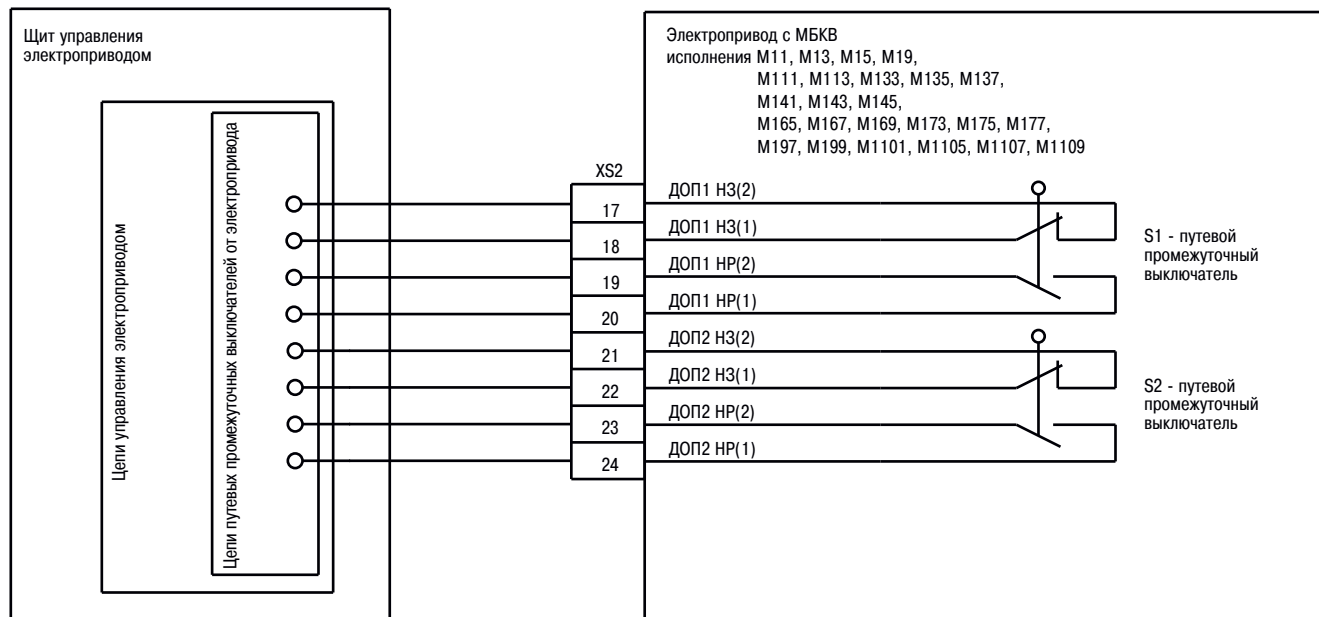 Щит управления
электроприводом
Цепи управления электроприводом
Цепи путевых промежуточных выключателей от электропривода
XS2
17
18
19
20
21
22
23
24
Электропривод с МБКВ
исполнения М11, М13, М15, М19,
М111, М113, М133, М135, М137,
М141, М143, М145,
М165, М167, М169, М173, М175, М177,
М197, М199, М1101, М1105, М1107, М1109
ДОП1 НЗ(2)
ДОП1 НЗ(1)
ДОП1 НР(2)
ДОП1 НР(1)
ДОП2 НЗ(2)
ДОП2 НЗ(1)
ДОП2 НР(2)
ДОП2 НР(1)
S1 - путевой
промежуточный
выключатель
S2 - путевой
промежуточный
выключатель